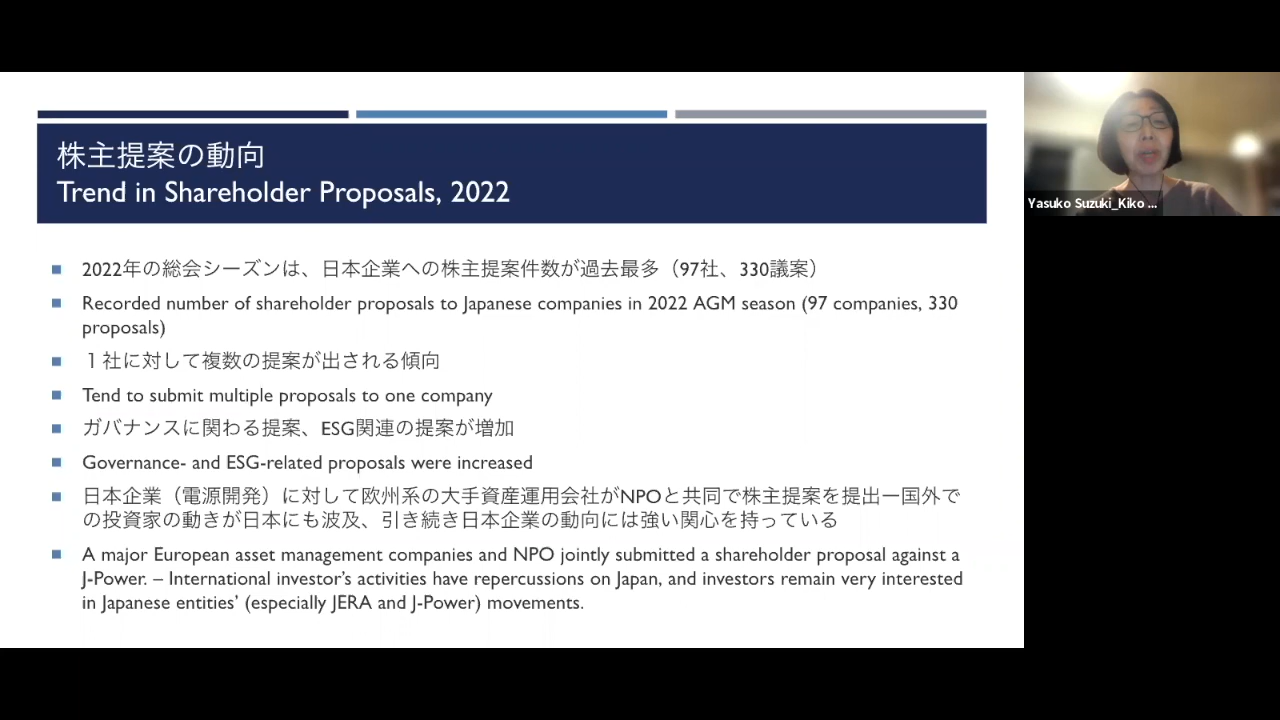 株主提案の動向
Trend in Shareholder Proposals, 2022
2022年の総会シーズンは、日本企業への株主提案件数が過去最多（97社、330議案）
Recorded number of shareholder proposals to Japanese companies in 2022 AGM season (97 companies, 330
proposals)
１社に対して複数の提案が出される傾向
Tend to submit multiple proposals to one company
ガバナンスに関わる提案、ESG関連の提案が増加
Governance- and ESG-related proposals were increased
日本企業（電源開発）に対して欧州系の大手資産運用会社がNPOと共同で株主提案を提出ー国外で
の投資家の動きが日本にも波及、引き続き日本企業の動向には強い関心を持っている
A major European asset management companies and NPO jointly submitted a shareholder proposal against a
J-Power. – International investor’s activities have repercussions on Japan, and investors remain very interested
in Japanese entities’ (especially JERA and J-Power) movements.
Yasuko Suzuki_Kiko ...